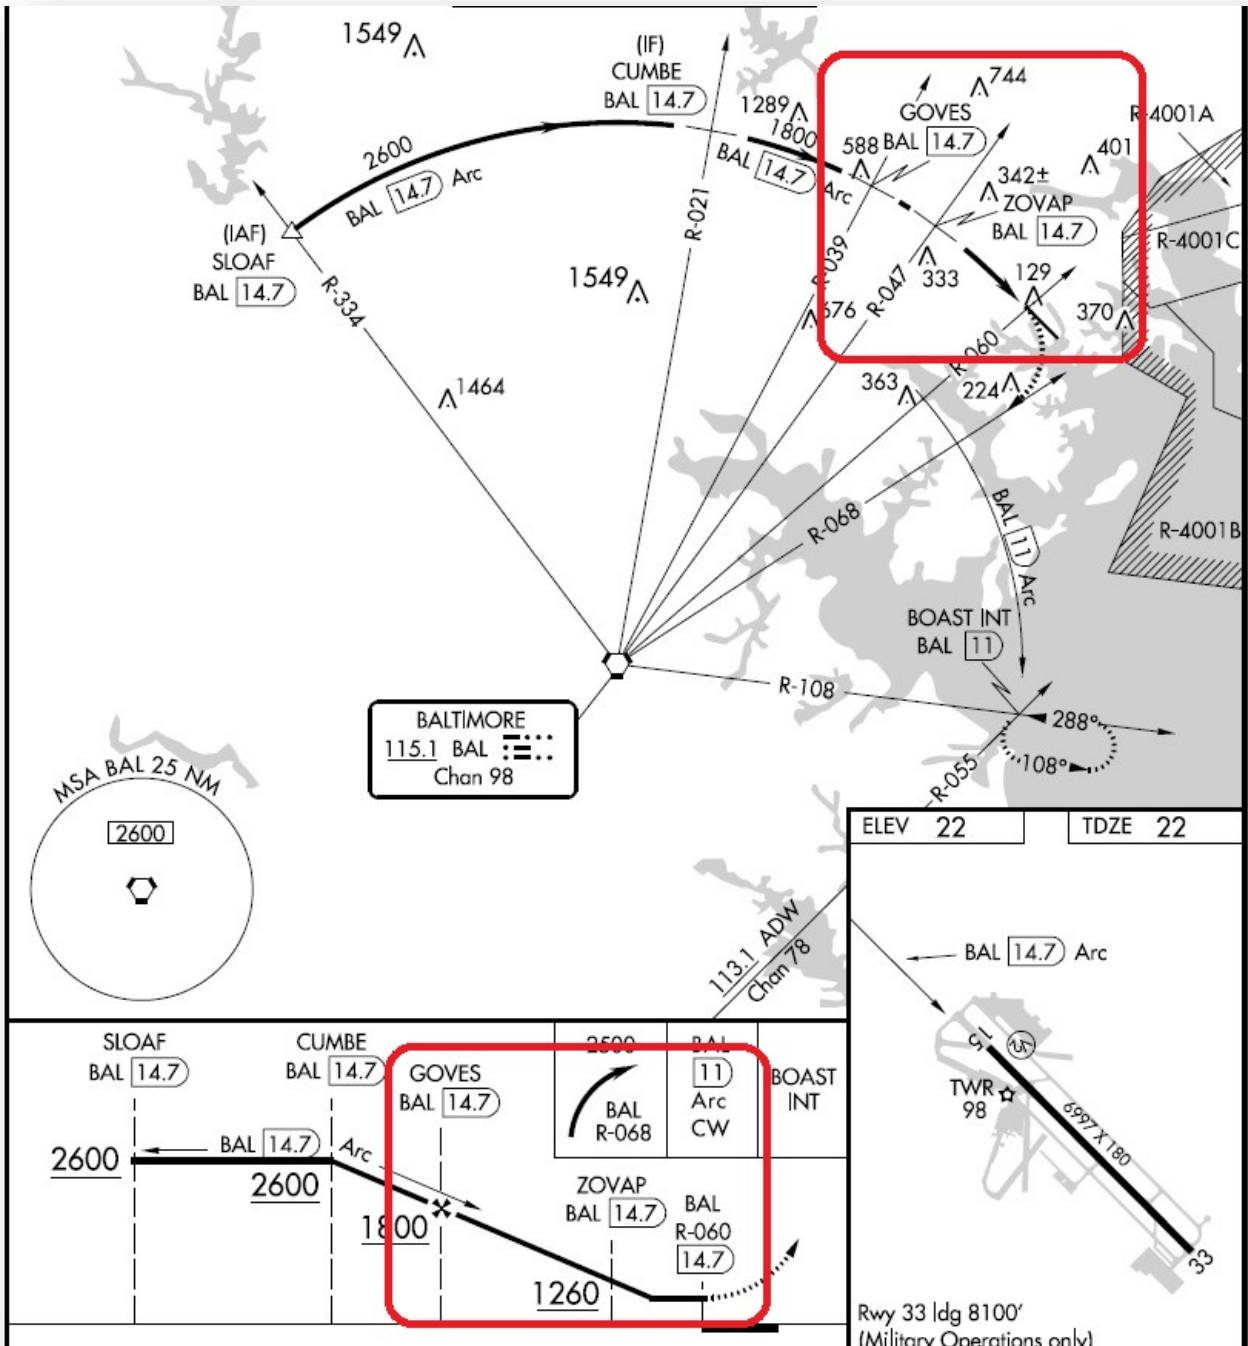 1549
(IF)
CUMBE
BAL 14.7
1289
1800
BAL 14.7 Arc
744
GOVES
BAL 14.7
588
R-4001A
401
342±
ZOVAP
BAL 14.7
R-4001C
2600
BAL 14.7 Arc
(IAF)
SLOAF
BAL 14.7
R-334
R-021
R-039
R-047
333
129
370
1549
676
R-060
363
224
1464
R-068
BAL 11 Arc
R-4001B
BOAST INT
BAL 11
R-108
288°
108°
R-055
BALTIMORE
115.1 BAL
Chan 98
MSA BAL 25 NM
2600
113.1 ADW
Chan 78
ELEV 22
TDZE 22
BAL 14.7 Arc
15
TWR
98
6997 X 180
33
Rwy 33 ldg 8100'
(Military Operations only)
SLOAF
BAL 14.7
CUMBE
BAL 14.7
GOVES
BAL 14.7
2500
BAL
R-068
BAL
11
Arc
CW
BOAST
INT
BAL 14.7 Arc
2600
2600
1800
ZOVAP
BAL 14.7
BAL
R-060
14.7
1260